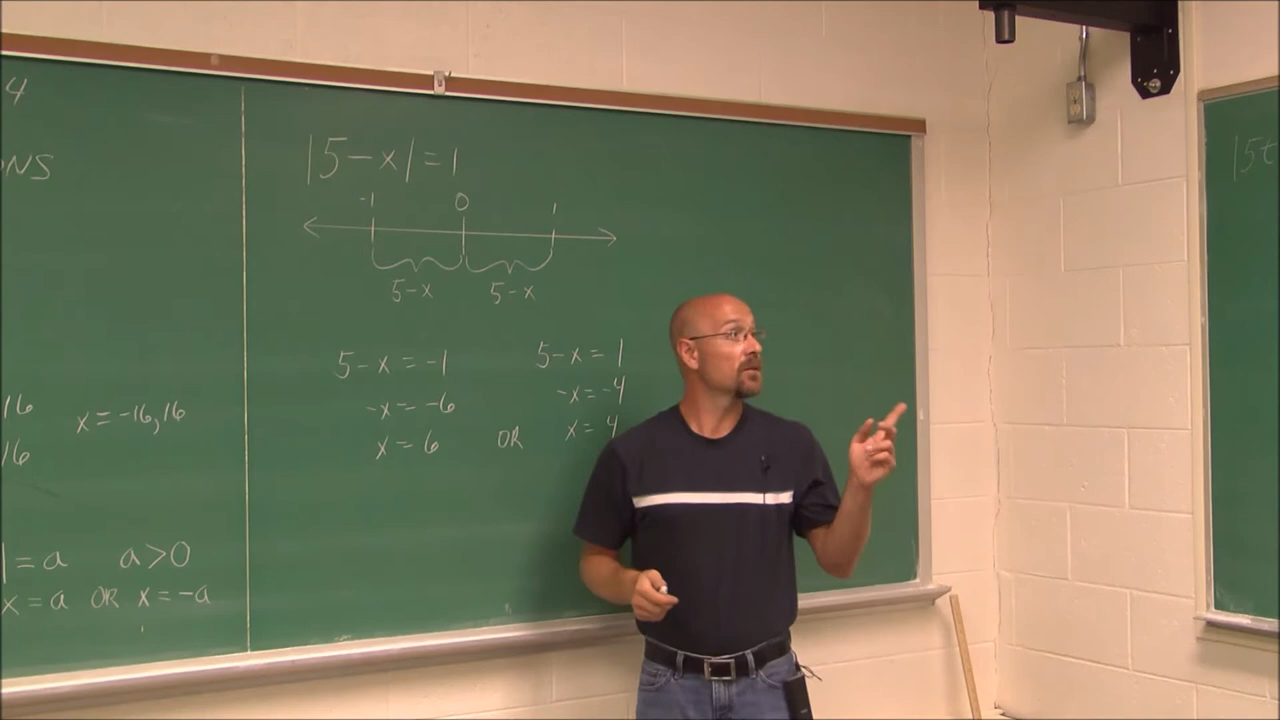 4
ONS
16 x = -16, 16
16
| = a a > 0
x = a OR x = -a
|5 - x| = 1
-1 0 1
5 - x 5 - x
5 - x = -1 5 - x = 1
-x = -6 -x = -4
x = 6 OR x = 4
|5t